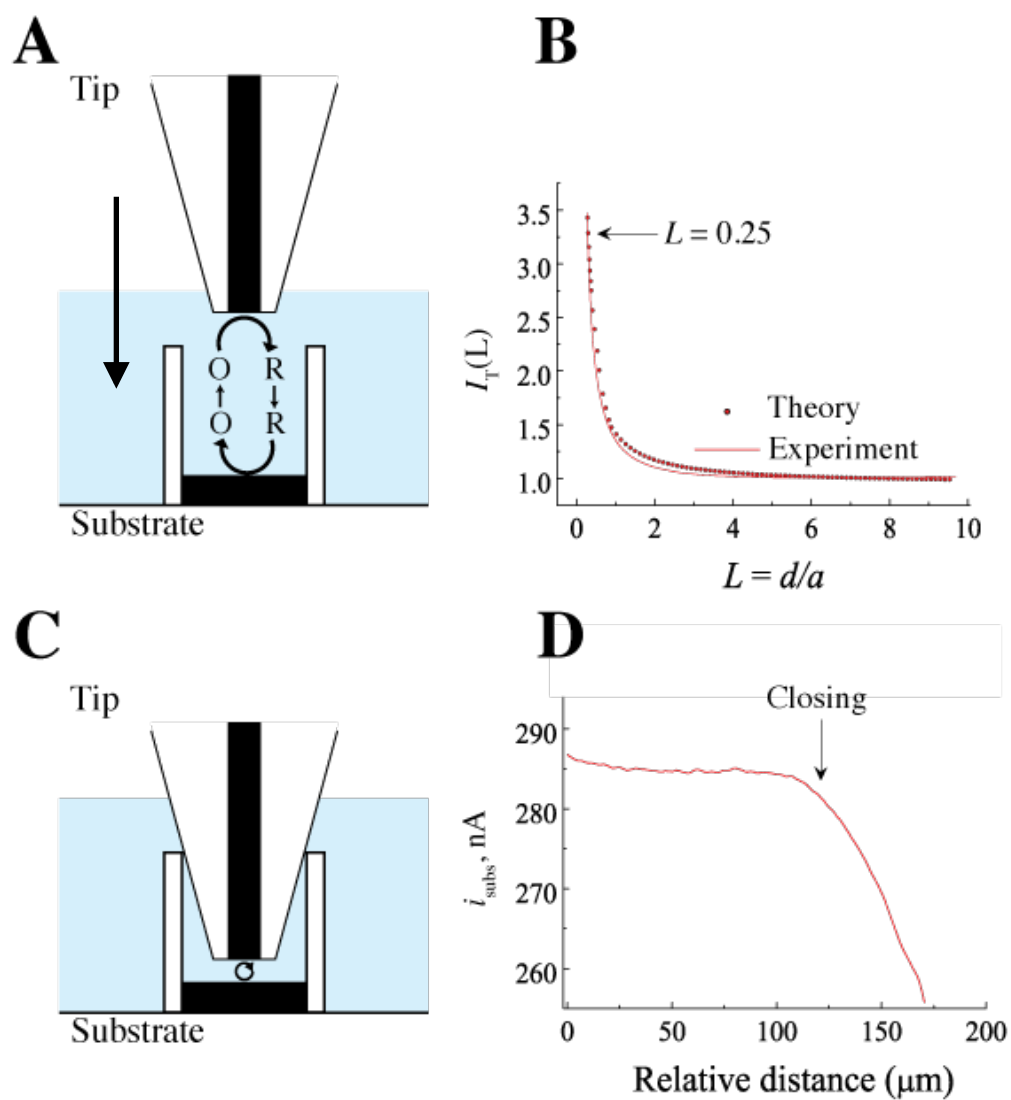 A
Tip
O R
O R
Substrate
B
3.5
3.0
2.5
2.0
1.5
1.0
I_T(L)
L = 0.25
Theory
Experiment
0 2 4 6 8 10
L = d/a
C
Tip
Substrate
D
Closing
290
280
270
260
i_subs, nA
0 50 100 150 200
Relative distance (μm)